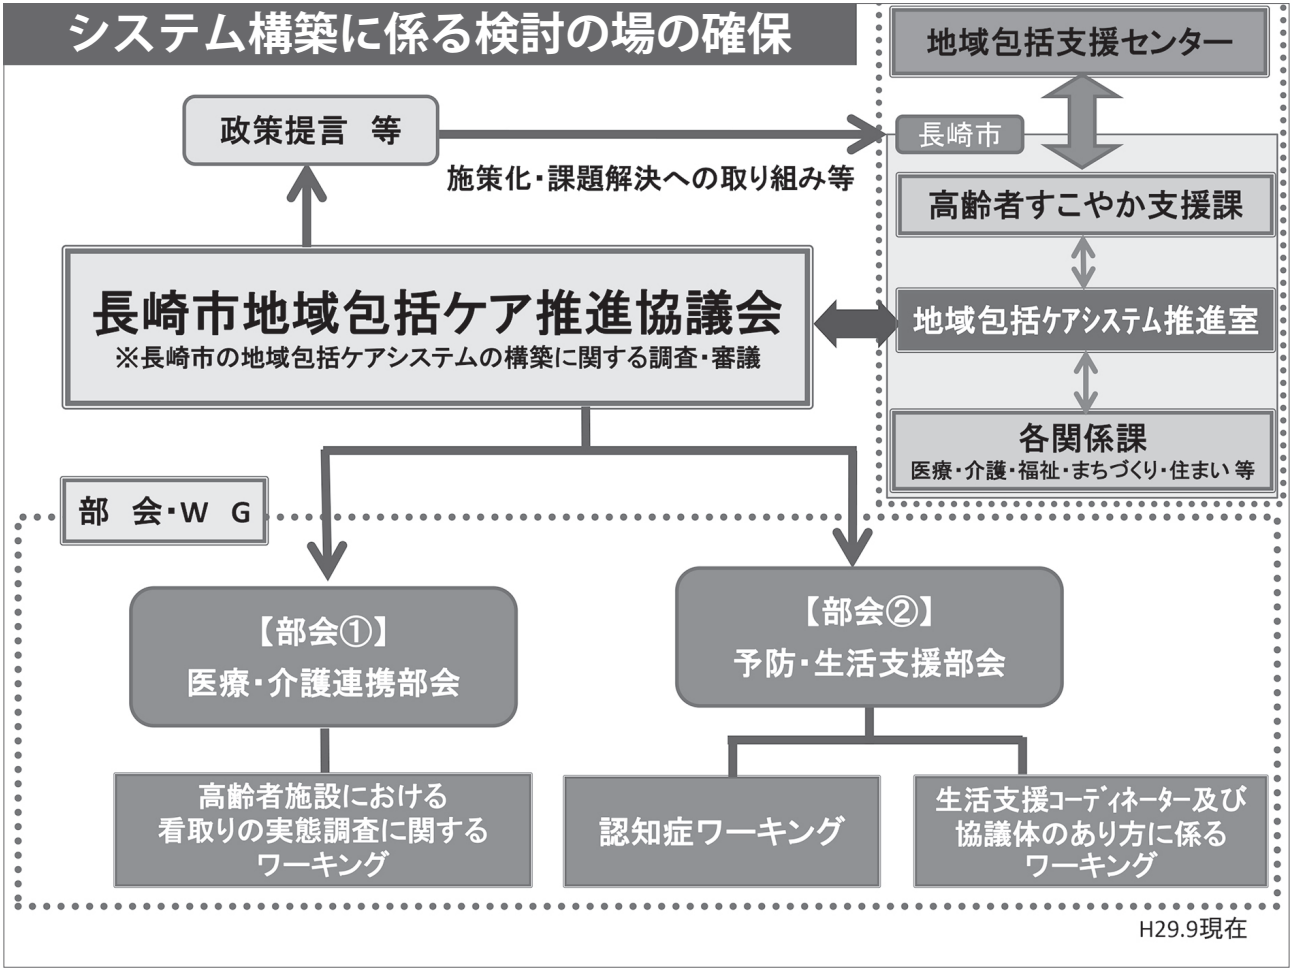 システム構築に係る検討の場の確保
地域包括支援センター
政策提言　等
長崎市
施策化・課題解決への取り組み等
高齢者すこやか支援課
長崎市地域包括ケア推進協議会
※長崎市の地域包括ケアシステムの構築に関する調査・審議
地域包括ケアシステム推進室
各関係課
医療・介護・福祉・まちづくり・住まい 等
部　会・W　G
【部会①】
医療・介護連携部会
【部会②】
予防・生活支援部会
高齢者施設における
看取りの実態調査に関する
ワーキング
認知症ワーキング
生活支援コーディネーター及び
協議体のあり方に係る
ワーキング
H29.9現在